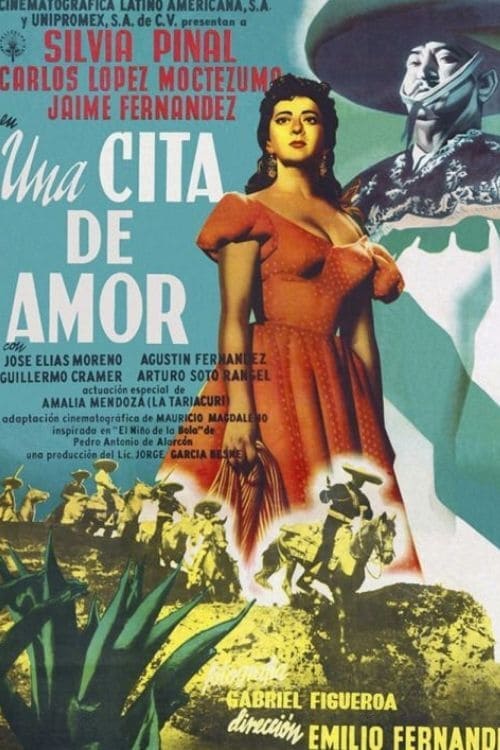 CINEMATOGRAFICA LATINO AMERICANA, S.A.
y UNIPROMEX, S.A. DE C.V. presentan a
SILVIA PINAL
CARLOS LOPEZ MOCTEZUMA
JAIME FERNANDEZ
en
Una CITA
DE
AMOR
con
JOSE ELIAS MORENO AGUSTIN FERNANDEZ
GUILLERMO CRAMER ARTURO SOTO RANGEL
actuación especial de
AMALIA MENDOZA (LA TARIACURI)
adaptación cinematográfica de MAURICIO MAGDALENO
inspirada en "El Niño de la Bola" de
Pedro Antonio de Alarcón
una producción del Lic. JORGE GARCIA BESNE
fotografía
GABRIEL FIGUEROA
dirección EMILIO FERNAND